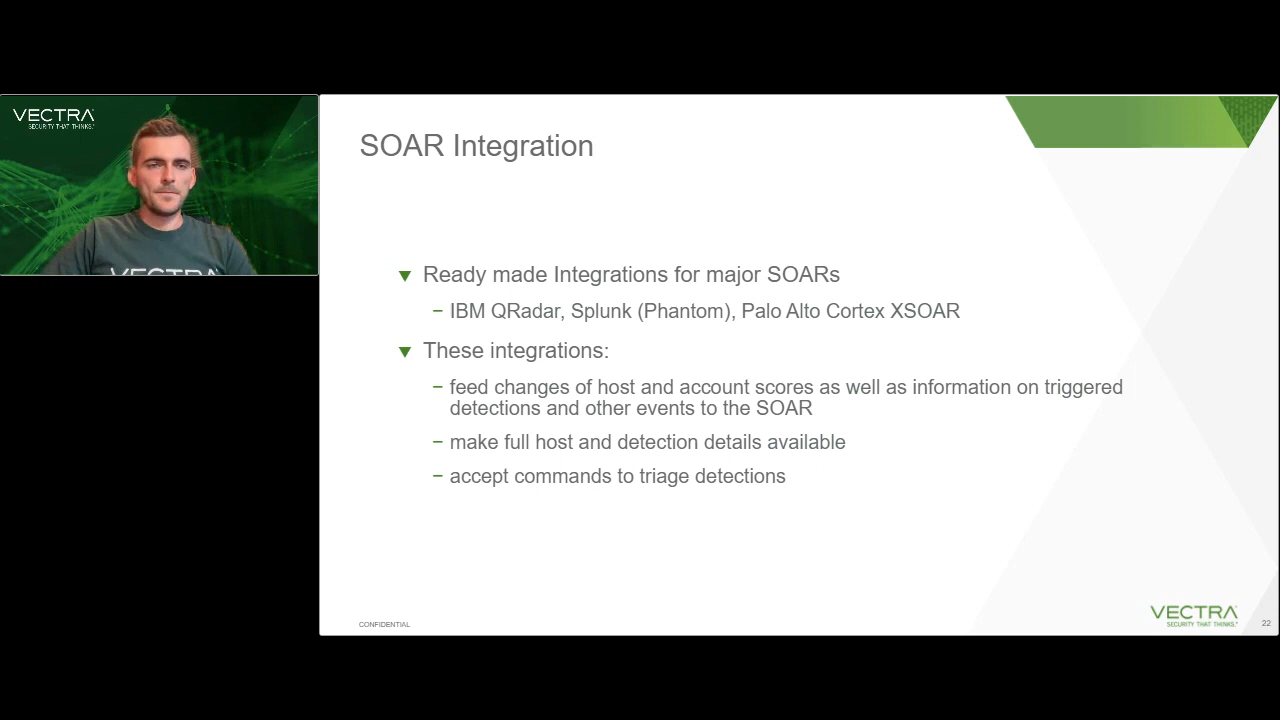 VECTRA
SECURITY THAT THINKS.
VECTRA
SOAR Integration
Ready made Integrations for major SOARs
− IBM QRadar, Splunk (Phantom), Palo Alto Cortex XSOAR
These integrations:
− feed changes of host and account scores as well as information on triggered
detections and other events to the SOAR
− make full host and detection details available
− accept commands to triage detections
CONFIDENTIAL
VECTRA
SECURITY THAT THINKS.
22